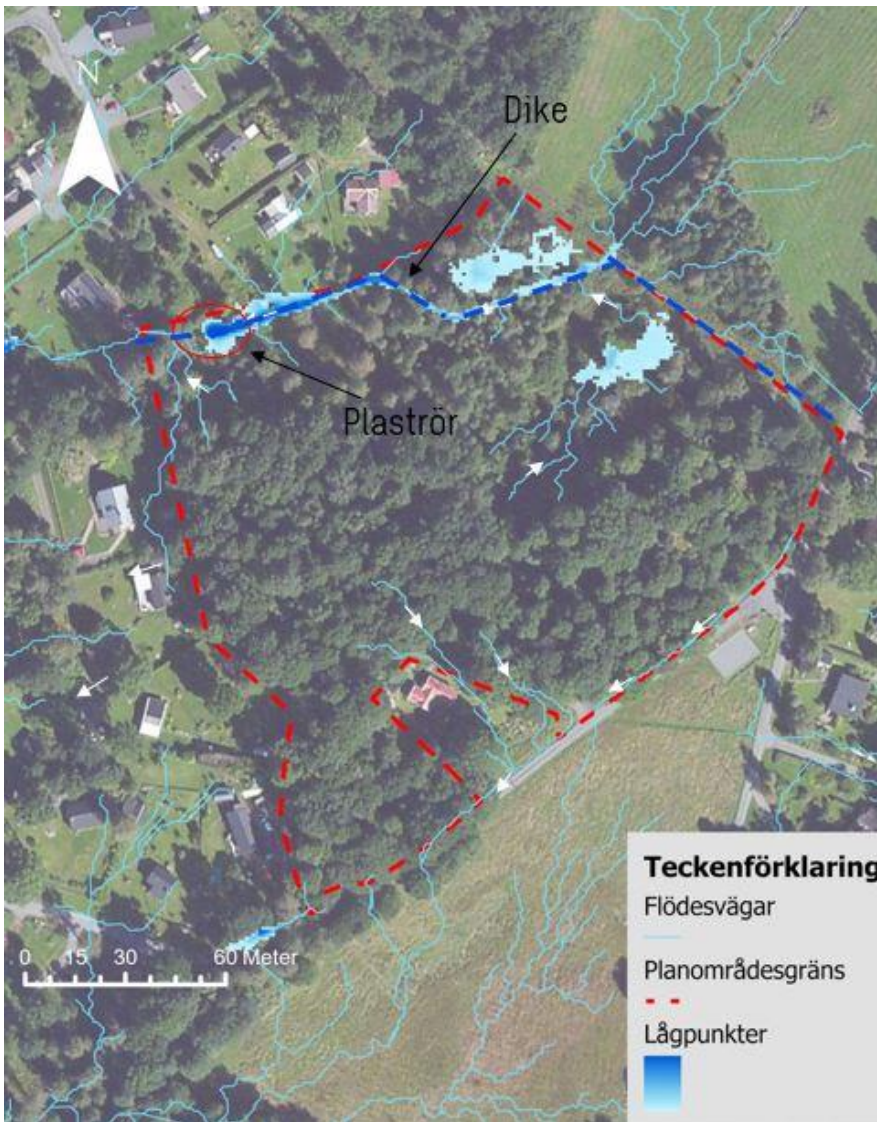 N
Dike
Plaströr
0 15 30 60 Meter
Teckenförklaring
Flödesvägar
Planområdesgräns
Lågpunkter